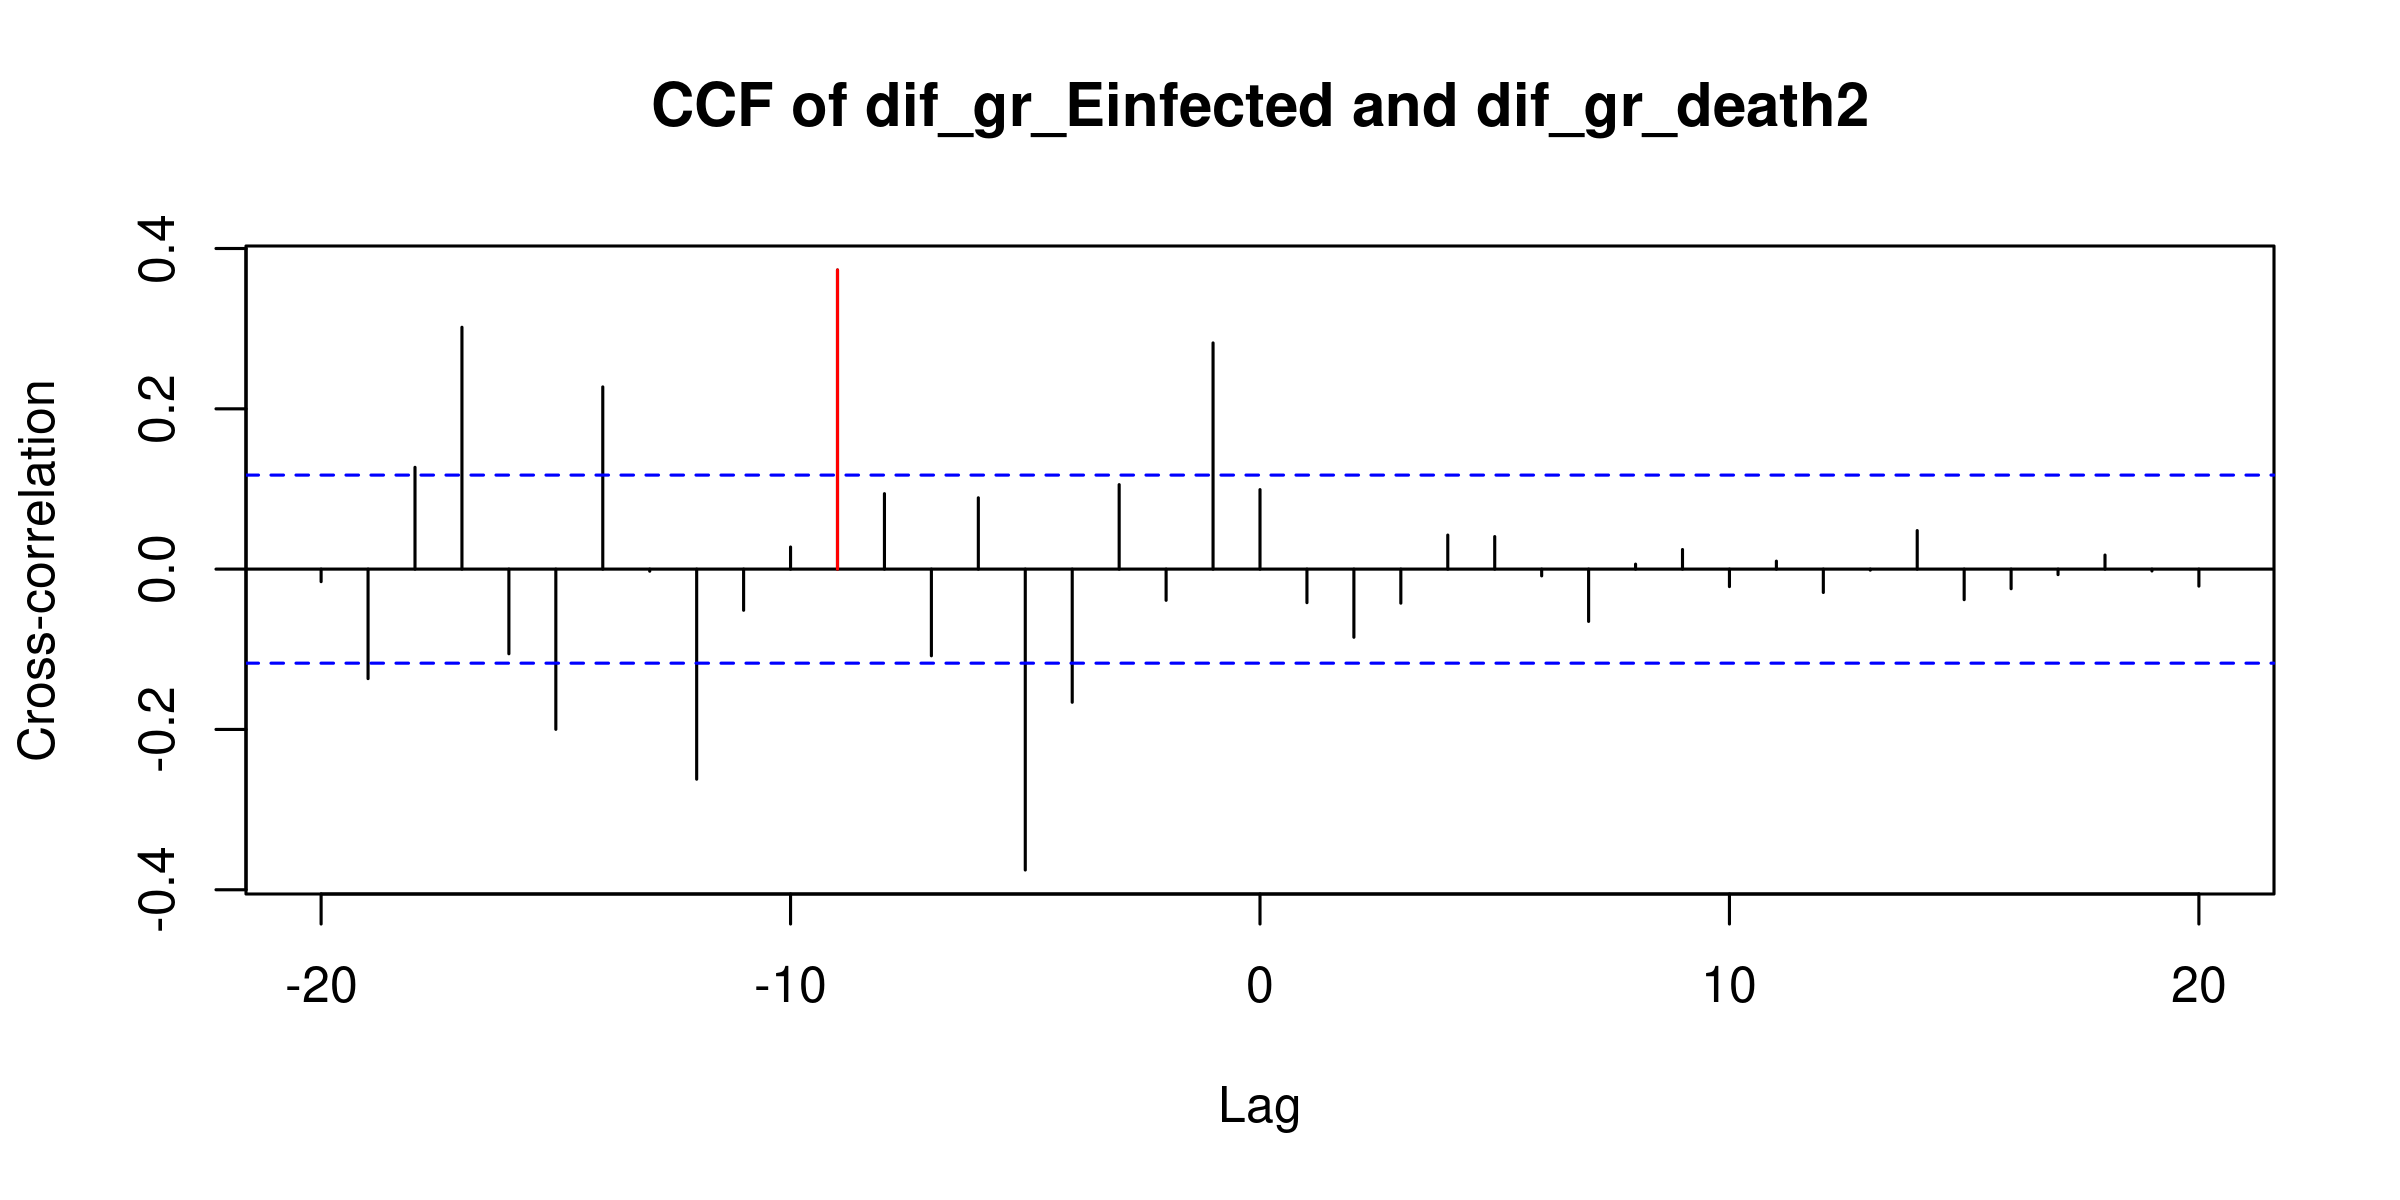 CCF of dif_gr_Einfected and dif_gr_death2
Cross-correlation
0.4
0.2
0.0
-0.2
-0.4
-20 -10 0 10 20
Lag